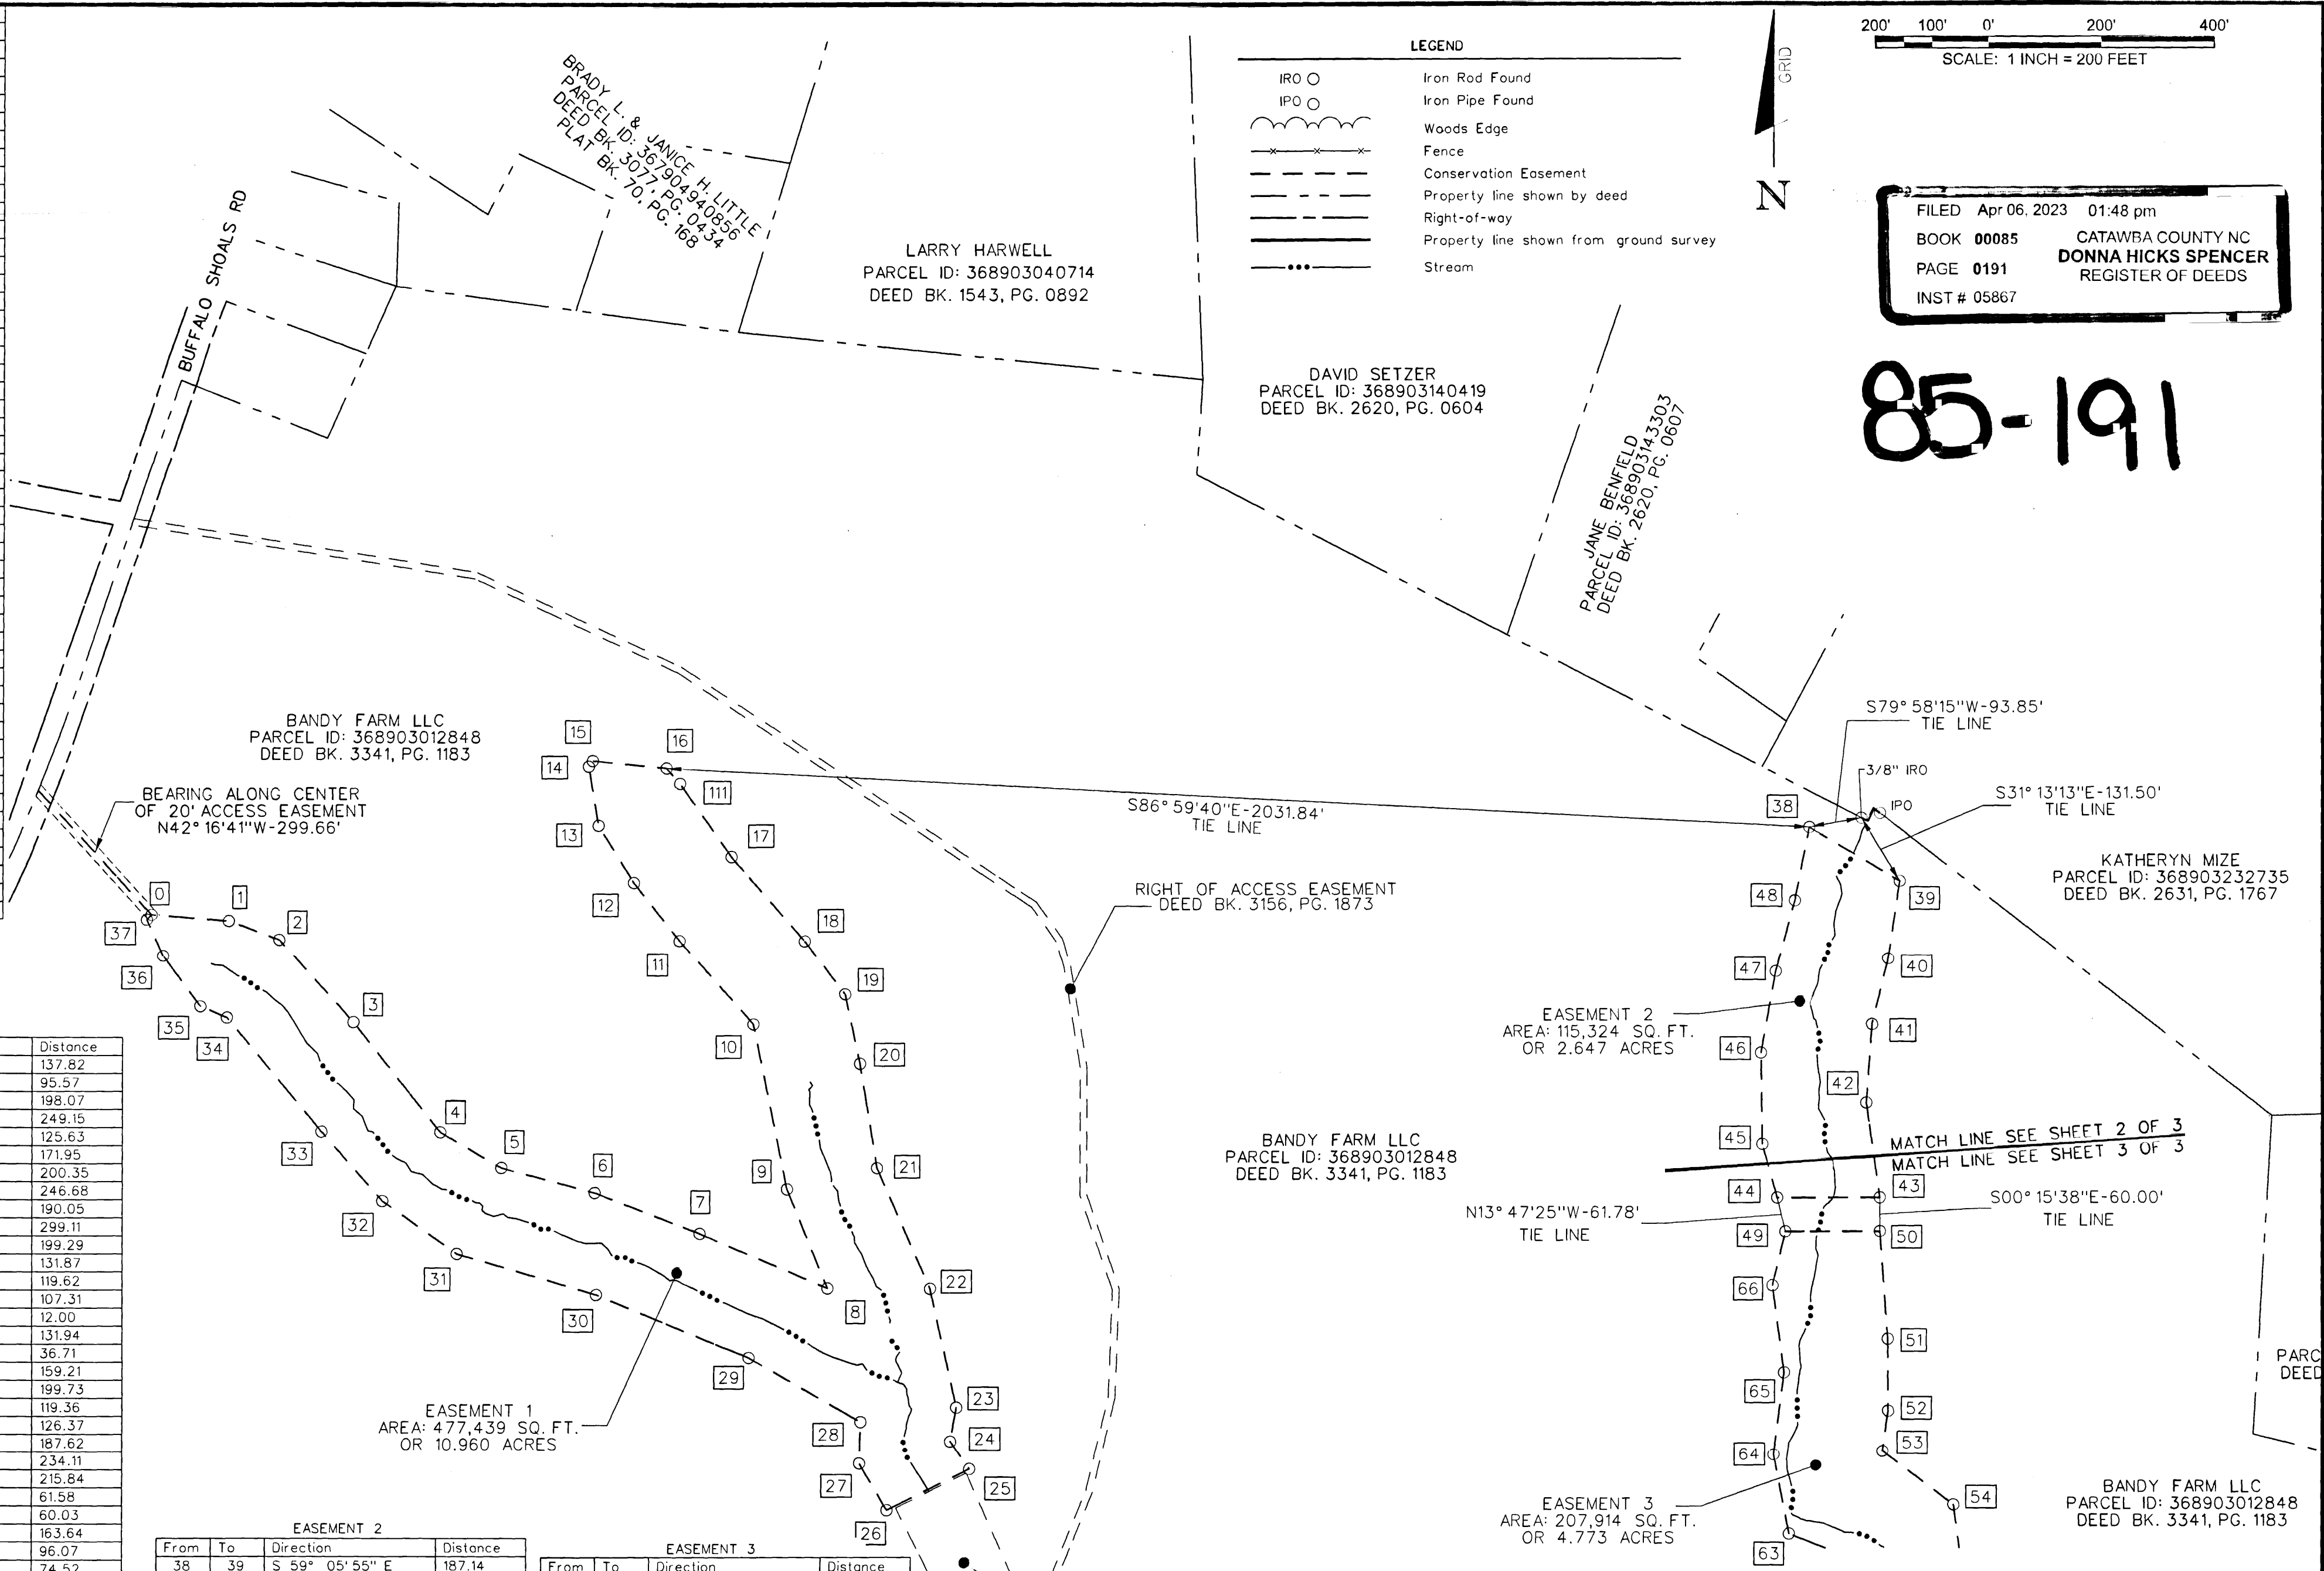 BRADY L. & JANICE H. LITTLE
PARCEL ID: 367904940856
DEED BK. 3077, PG. 0434
PLAT BK. 70, PG. 168
BUFFALO SHOALS RD
LARRY HARWELL
PARCEL ID: 368903040714
DEED BK. 1543, PG. 0892
LEGEND
IRO Iron Rod Found
IPO Iron Pipe Found
Woods Edge
Fence
Conservation Easement
Property line shown by deed
Right-of-way
Property line shown from ground survey
Stream
GRID
N
200' 100' 0' 200' 400'
SCALE: 1 INCH = 200 FEET
FILED Apr 06, 2023 01:48 pm
BOOK 00085
PAGE 0191
INST # 05867
CATAWBA COUNTY NC
DONNA HICKS SPENCER
REGISTER OF DEEDS
85-191
DAVID SETZER
PARCEL ID: 368903140419
DEED BK. 2620, PG. 0604
JANE BENFIELD
PARCEL ID: 368903143303
DEED BK. 2620, PG. 0607
BANDY FARM LLC
PARCEL ID: 368903012848
DEED BK. 3341, PG. 1183
BEARING ALONG CENTER
OF 20' ACCESS EASEMENT
N42° 16'41"W-299.66'
S86° 59'40"E-2031.84'
TIE LINE
S79° 58'15"W-93.85'
TIE LINE
3/8" IRO
IPO
S31° 13'13"E-131.50'
TIE LINE
KATHERYN MIZE
PARCEL ID: 368903232735
DEED BK. 2631, PG. 1767
RIGHT OF ACCESS EASEMENT
DEED BK. 3156, PG. 1873
EASEMENT 2
AREA: 115,324 SQ. FT.
OR 2.647 ACRES
BANDY FARM LLC
PARCEL ID: 368903012848
DEED BK. 3341, PG. 1183
MATCH LINE SEE SHEET 2 OF 3
MATCH LINE SEE SHEET 3 OF 3
N13° 47'25"W-61.78'
TIE LINE
S00° 15'38"E-60.00'
TIE LINE
EASEMENT 1
AREA: 477,439 SQ. FT.
OR 10.960 ACRES
EASEMENT 3
AREA: 207,914 SQ. FT.
OR 4.773 ACRES
BANDY FARM LLC
PARCEL ID: 368903012848
DEED BK. 3341, PG. 1183
PARC
DEED
0
1
2
3
4
5
6
7
8
9
10
11
12
13
14
15
16
111
17
18
19
20
21
22
23
24
25
26
27
28
29
30
31
32
33
34
35
36
37
38
39
40
41
42
43
44
45
46
47
48
49
50
51
52
53
54
63
64
65
66
Distance
137.82
95.57
198.07
249.15
125.63
171.95
200.35
246.68
190.05
299.11
199.29
131.87
119.62
107.31
12.00
131.94
36.71
159.21
199.73
119.36
126.37
187.62
234.11
215.84
61.58
60.03
163.64
96.07
74.52
EASEMENT 2
From To Direction Distance
38 39 S 59° 05' 55" E 187.14
EASEMENT 3
From To Direction Distance